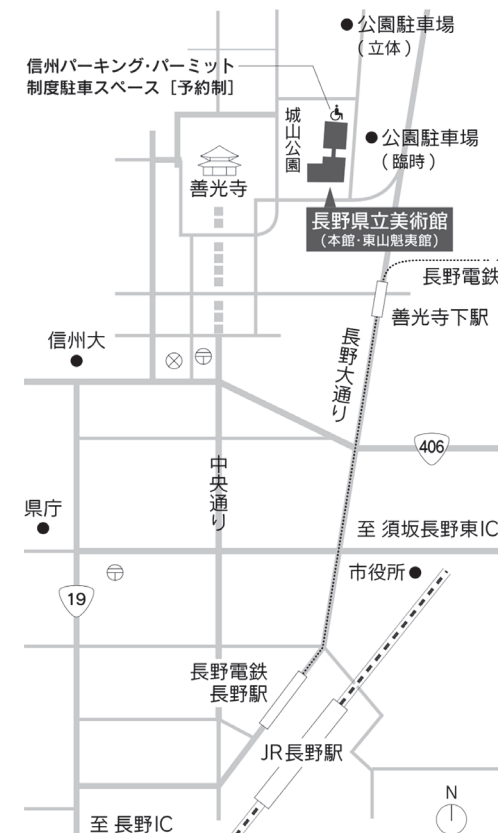 公園駐車場
(立体)
信州パーキング・パーミット
制度駐車スペース［予約制］
城山公園
公園駐車場
(臨時)
善光寺
長野県立美術館
(本館・東山魁夷館)
長野電鉄
善光寺下駅
信州大
長野大通り
406
中央通り
県庁
至 須坂長野東IC
市役所
19
長野電鉄
長野駅
JR長野駅
N
至 長野IC